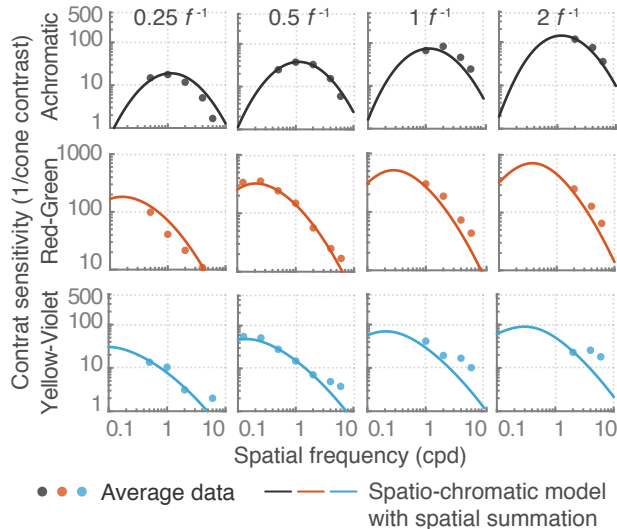 0.25 f⁻¹ 0.5 f⁻¹ 1 f⁻¹ 2 f⁻¹
Contrat sensitivity (1/cone contrast)
Achromatic
500
100
10
1
Red-Green
1000
100
10
Yellow-Violet
500
100
10
1
0.1 1 10 0.1 1 10 0.1 1 10 0.1 1 10
Spatial frequency (cpd)
Average data
Spatio-chromatic model
with spatial summation